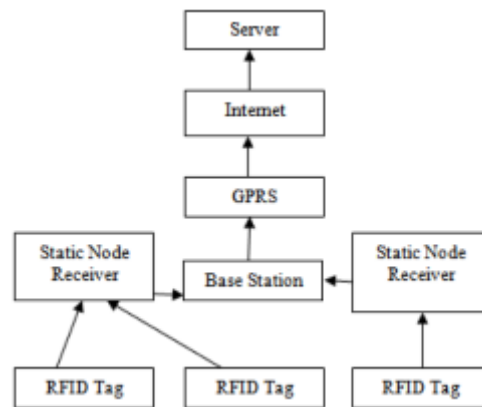 Server
Internet
GPRS
Static Node
Receiver
Base Station
Static Node
Receiver
RFID Tag
RFID Tag
RFID Tag